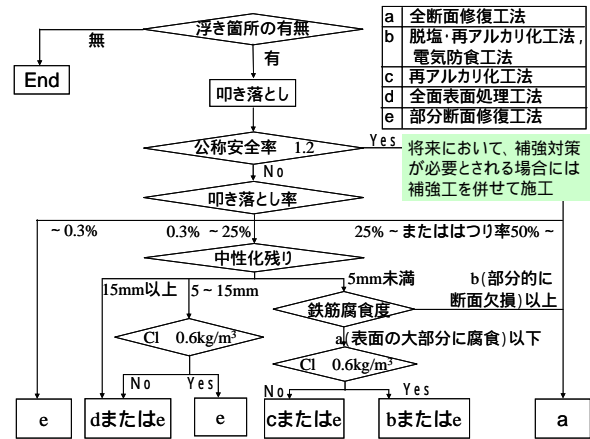 浮き箇所の有無
無
有
End
叩き落とし
a 全断面修復工法
b 脱塩・再アルカリ化工法,
電気防食工法
c 再アルカリ化工法
d 全面表面処理工法
e 部分断面修復工法
公称安全率 1.2
Yes
No
将来において、補強対策
が必要とされる場合には
補強工を併せて施工
叩き落とし率
~0.3%
0.3% ~25%
25%~またははつり率50%~
中性化残り
15mm以上
5~15mm
5mm未満
b(部分的に
断面欠損)以上
鉄筋腐食度
a(表面の大部分に腐食)以下
Cl 0.6kg/m³
Cl 0.6kg/m³
No
Yes
No
Yes
e
dまたはe
e
cまたはe
bまたはe
a